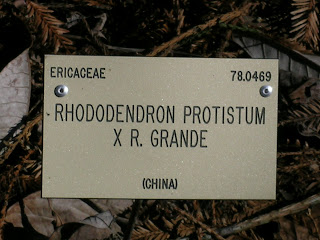 ERICACEAE 78.0469
RHODODENDRON PROTISTUM
X R. GRANDE
(CHINA)